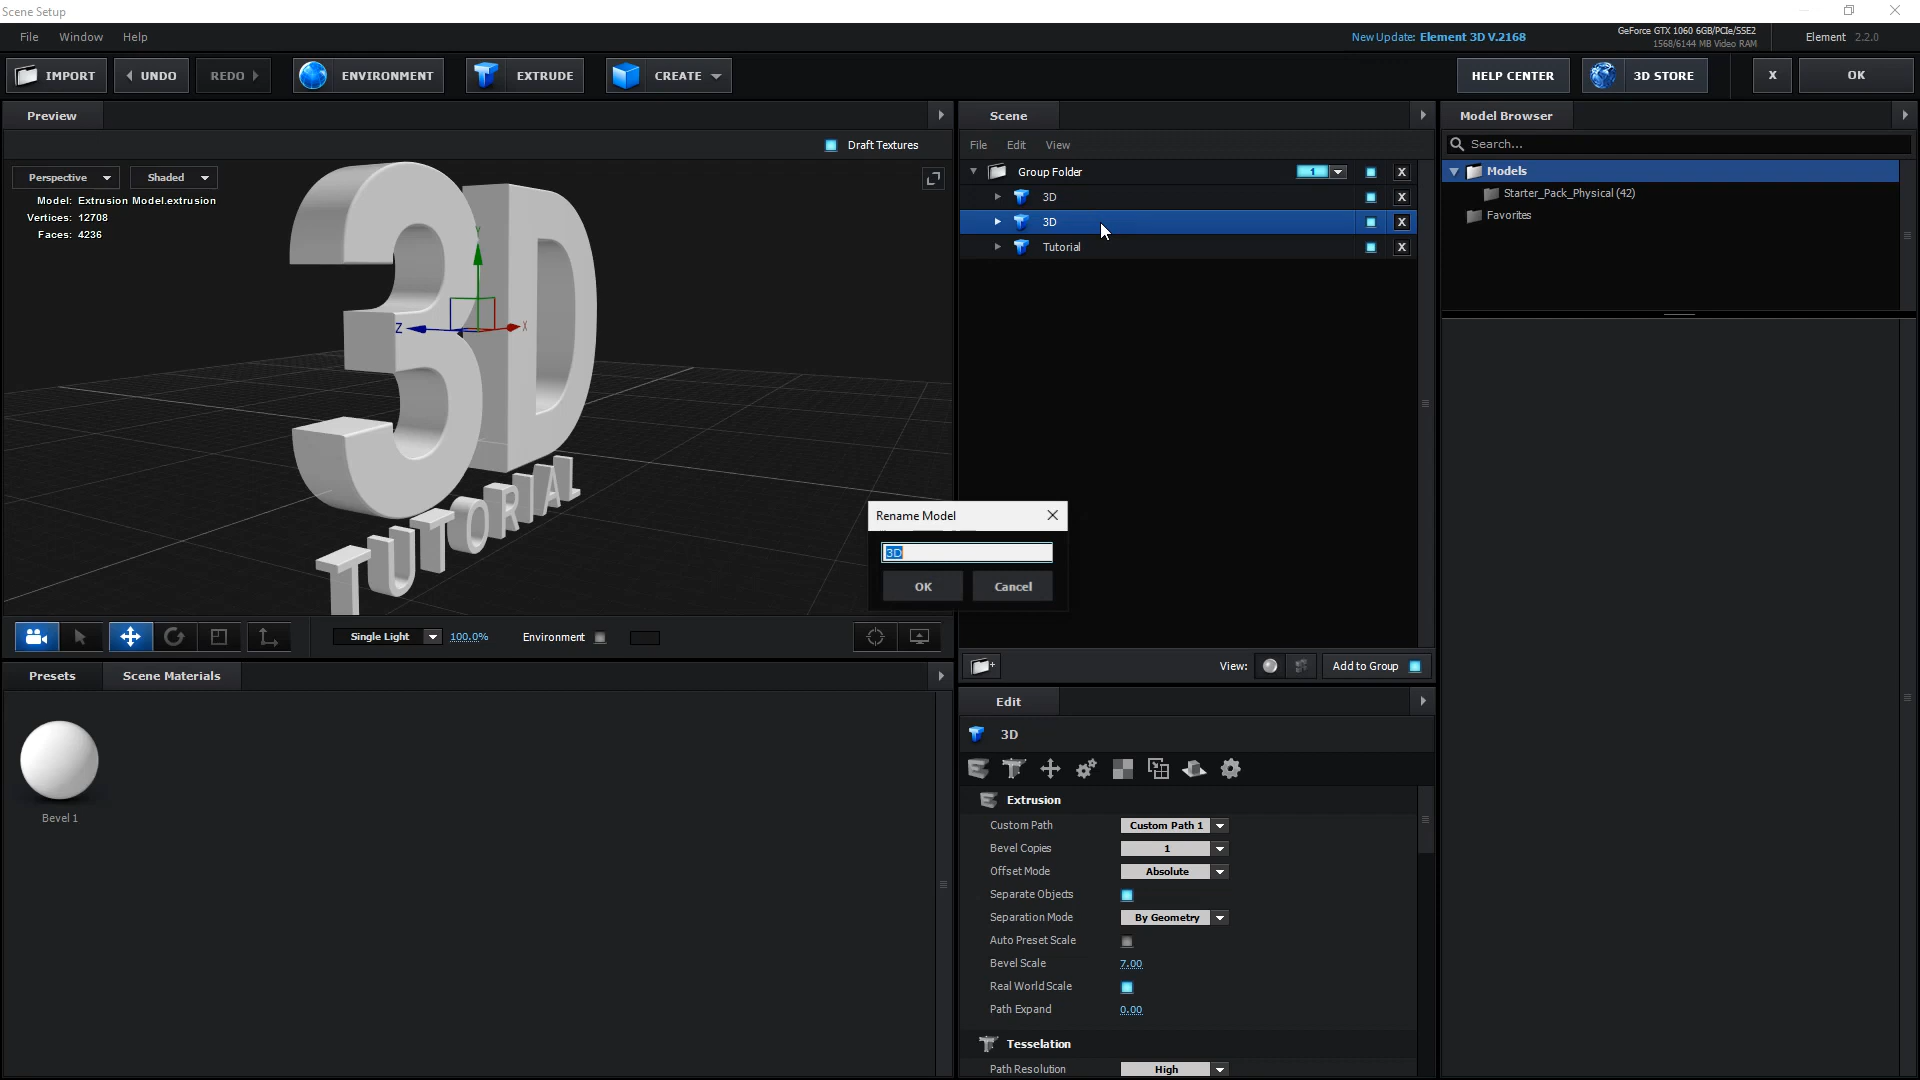 Scene Setup
File Window Help
New Update: Element 3D V.2168
GeForce GTX 1060 6GB/PCIe/SSE2
1568/6144 MB Video RAM
Element 2.2.0
IMPORT UNDO REDO ENVIRONMENT EXTRUDE CREATE HELP CENTER 3D STORE X OK
Preview
Draft Textures
Perspective Shaded
Model: Extrusion Model.extrusion
Vertices: 12708
Faces: 4236
3D
TUTORIAL
Y
Z
X
Single Light 100.0% Environment
Scene
File Edit View
Group Folder 1 X
3D X
3D X
Tutorial X
Rename Model
3D
OK Cancel
View: Add to Group
Model Browser
Search...
Models
Starter_Pack_Physical (42)
Favorites
Presets Scene Materials
Bevel 1
Edit
3D
Extrusion
Custom Path Custom Path 1
Bevel Copies 1
Offset Mode Absolute
Separate Objects
Separation Mode By Geometry
Auto Preset Scale
Bevel Scale 7.00
Real World Scale
Path Expand 0.00
Tesselation
Path Resolution High